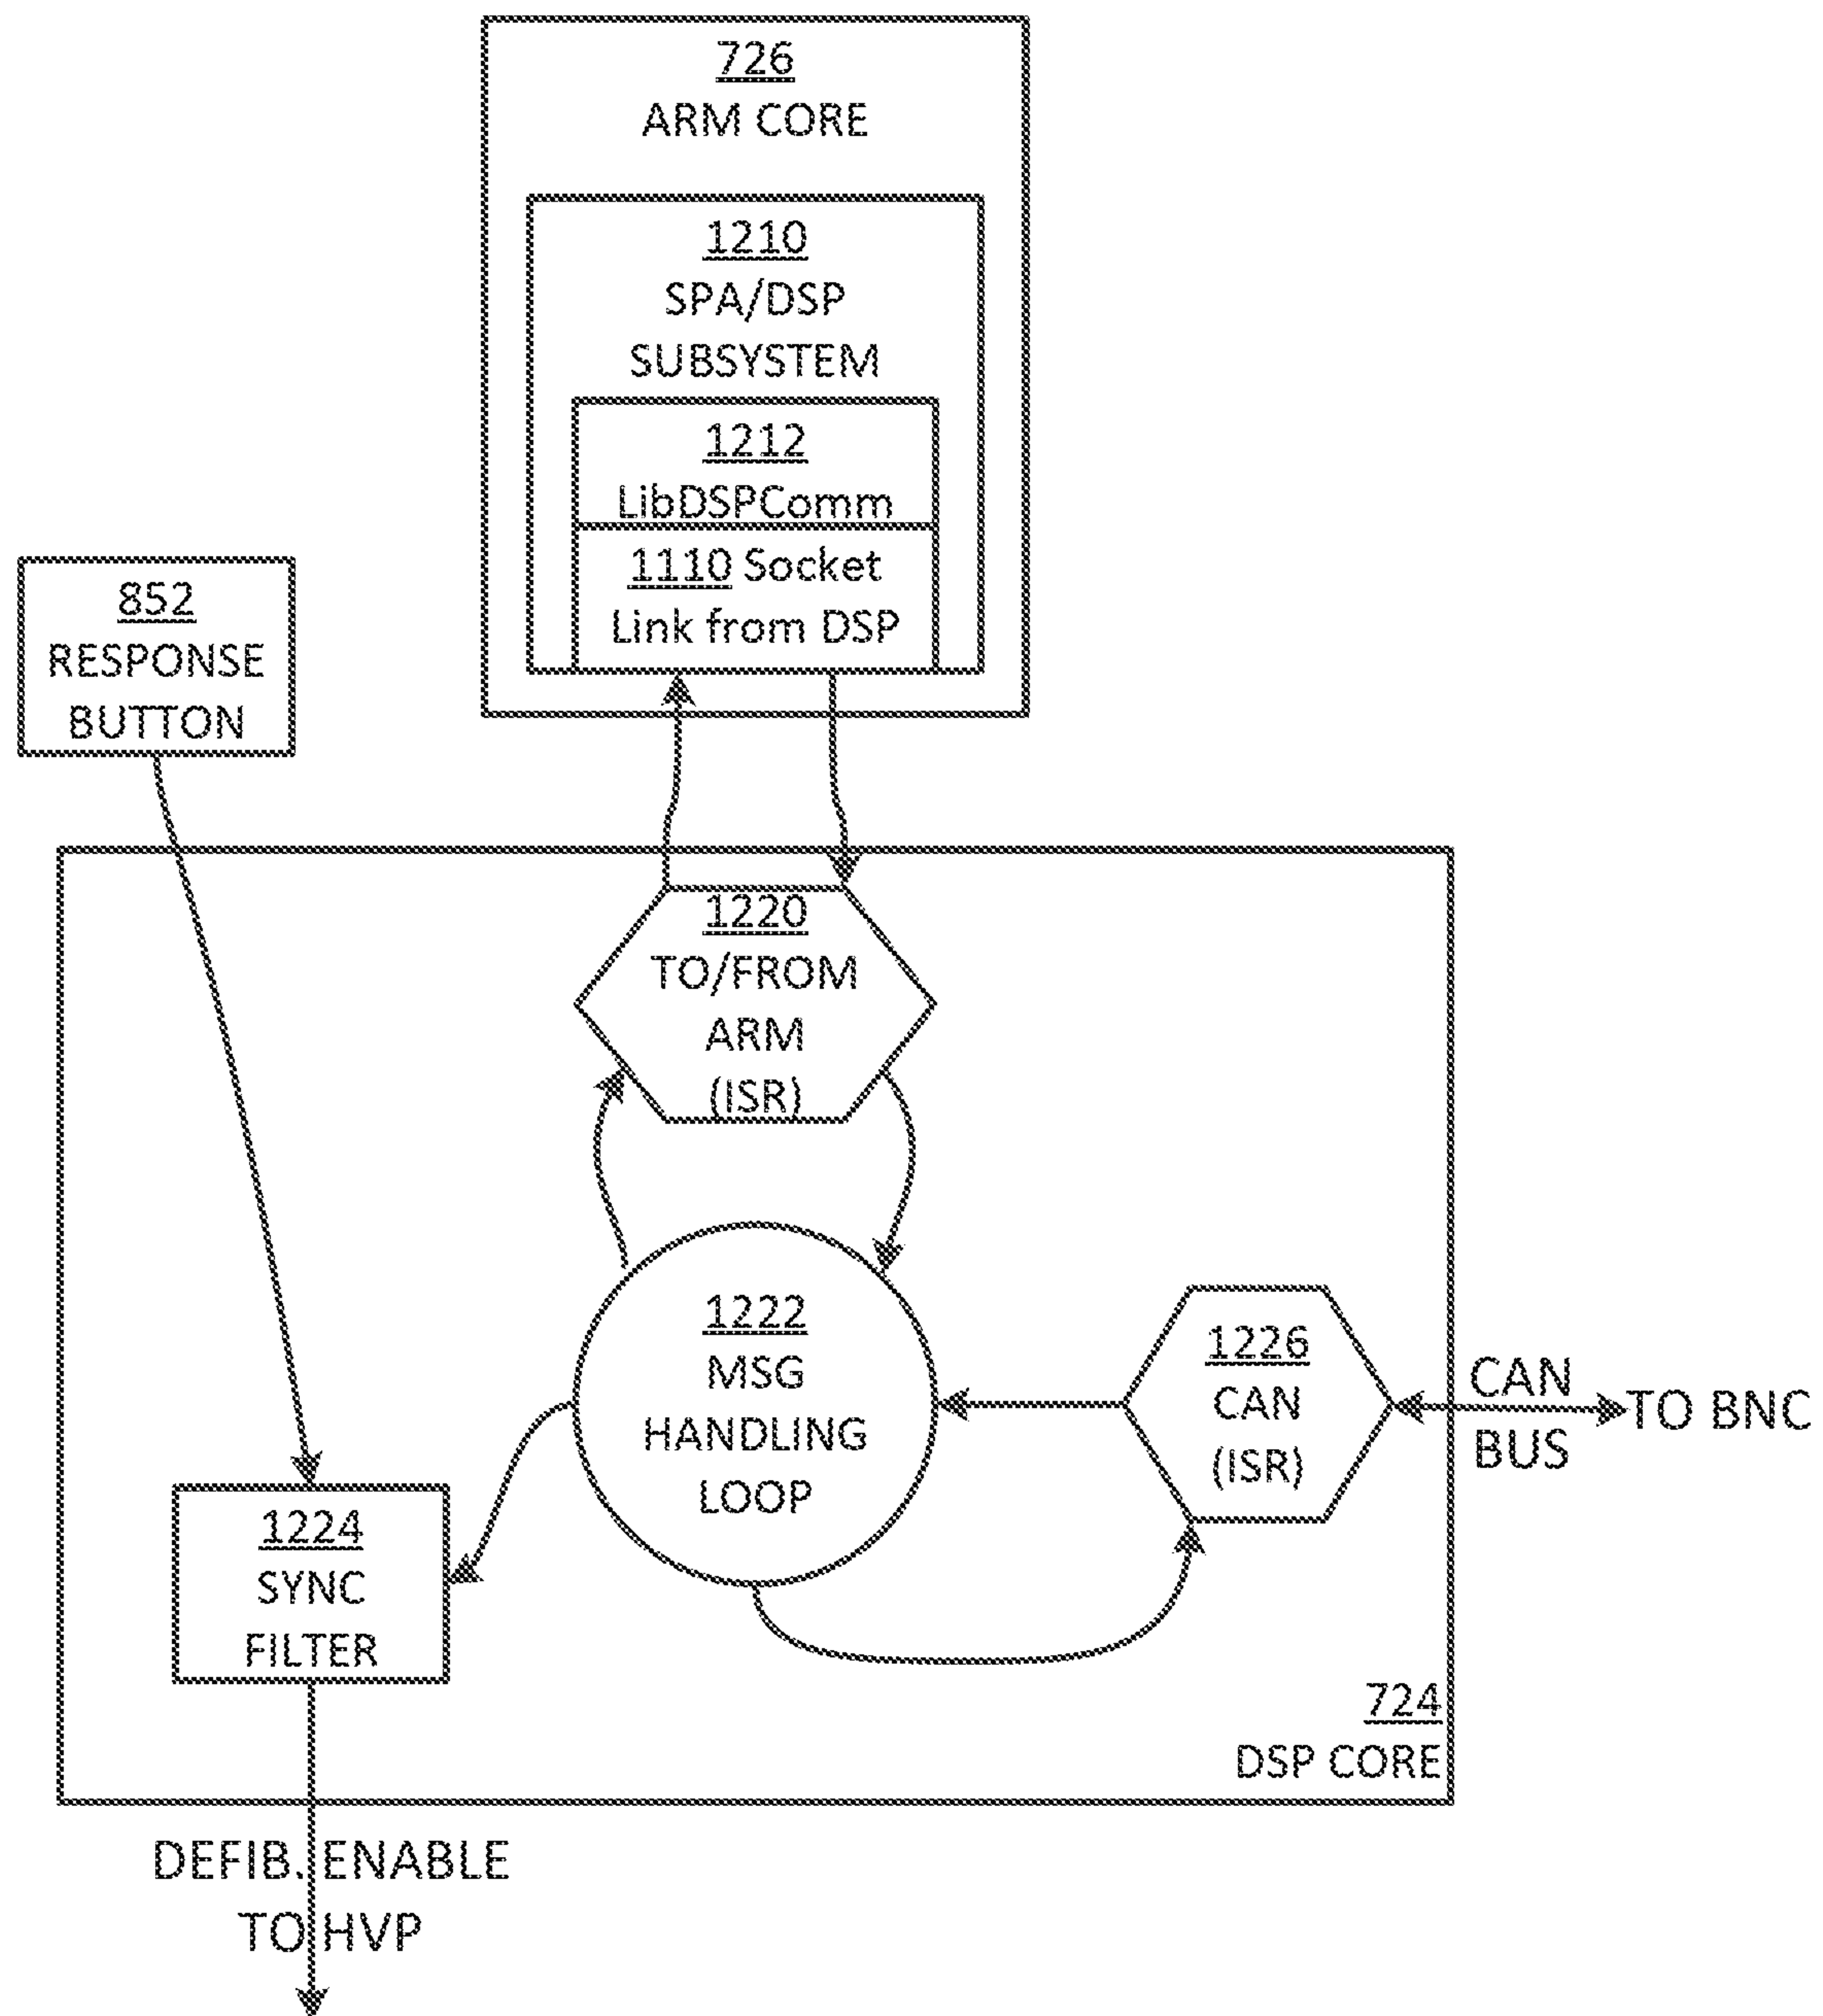 726
ARM CORE
1210
SPA/DSP
SUBSYSTEM
1212
LibDSPComm
1110 Socket
Link from DSP
852
RESPONSE
BUTTON
1220
TO/FROM
ARM
(ISR)
1222
MSG
HANDLING
LOOP
1226
CAN
(ISR)
CAN
BUS
TO BNC
1224
SYNC
FILTER
724
DSP CORE
DEFIB. ENABLE
TO HVP